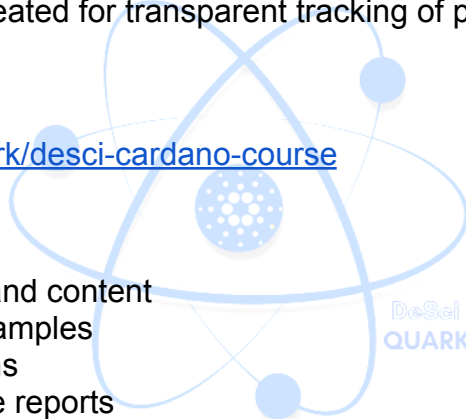 eated for transparent tracking of p
rk/desci-cardano-course
and content
amples
s
e reports
DeSci
QUARK